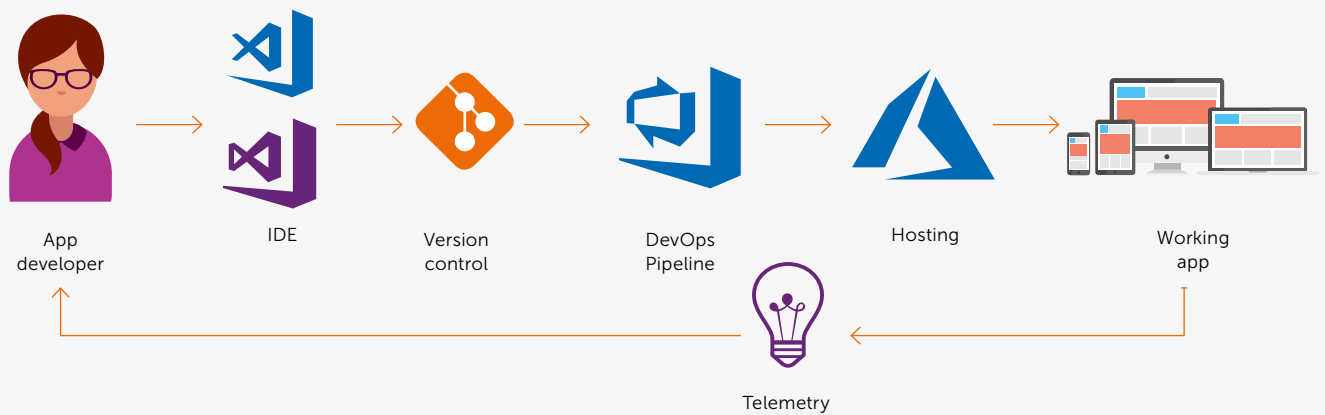 App
developer
IDE
Version
control
DevOps
Pipeline
Hosting
Working
app
Telemetry